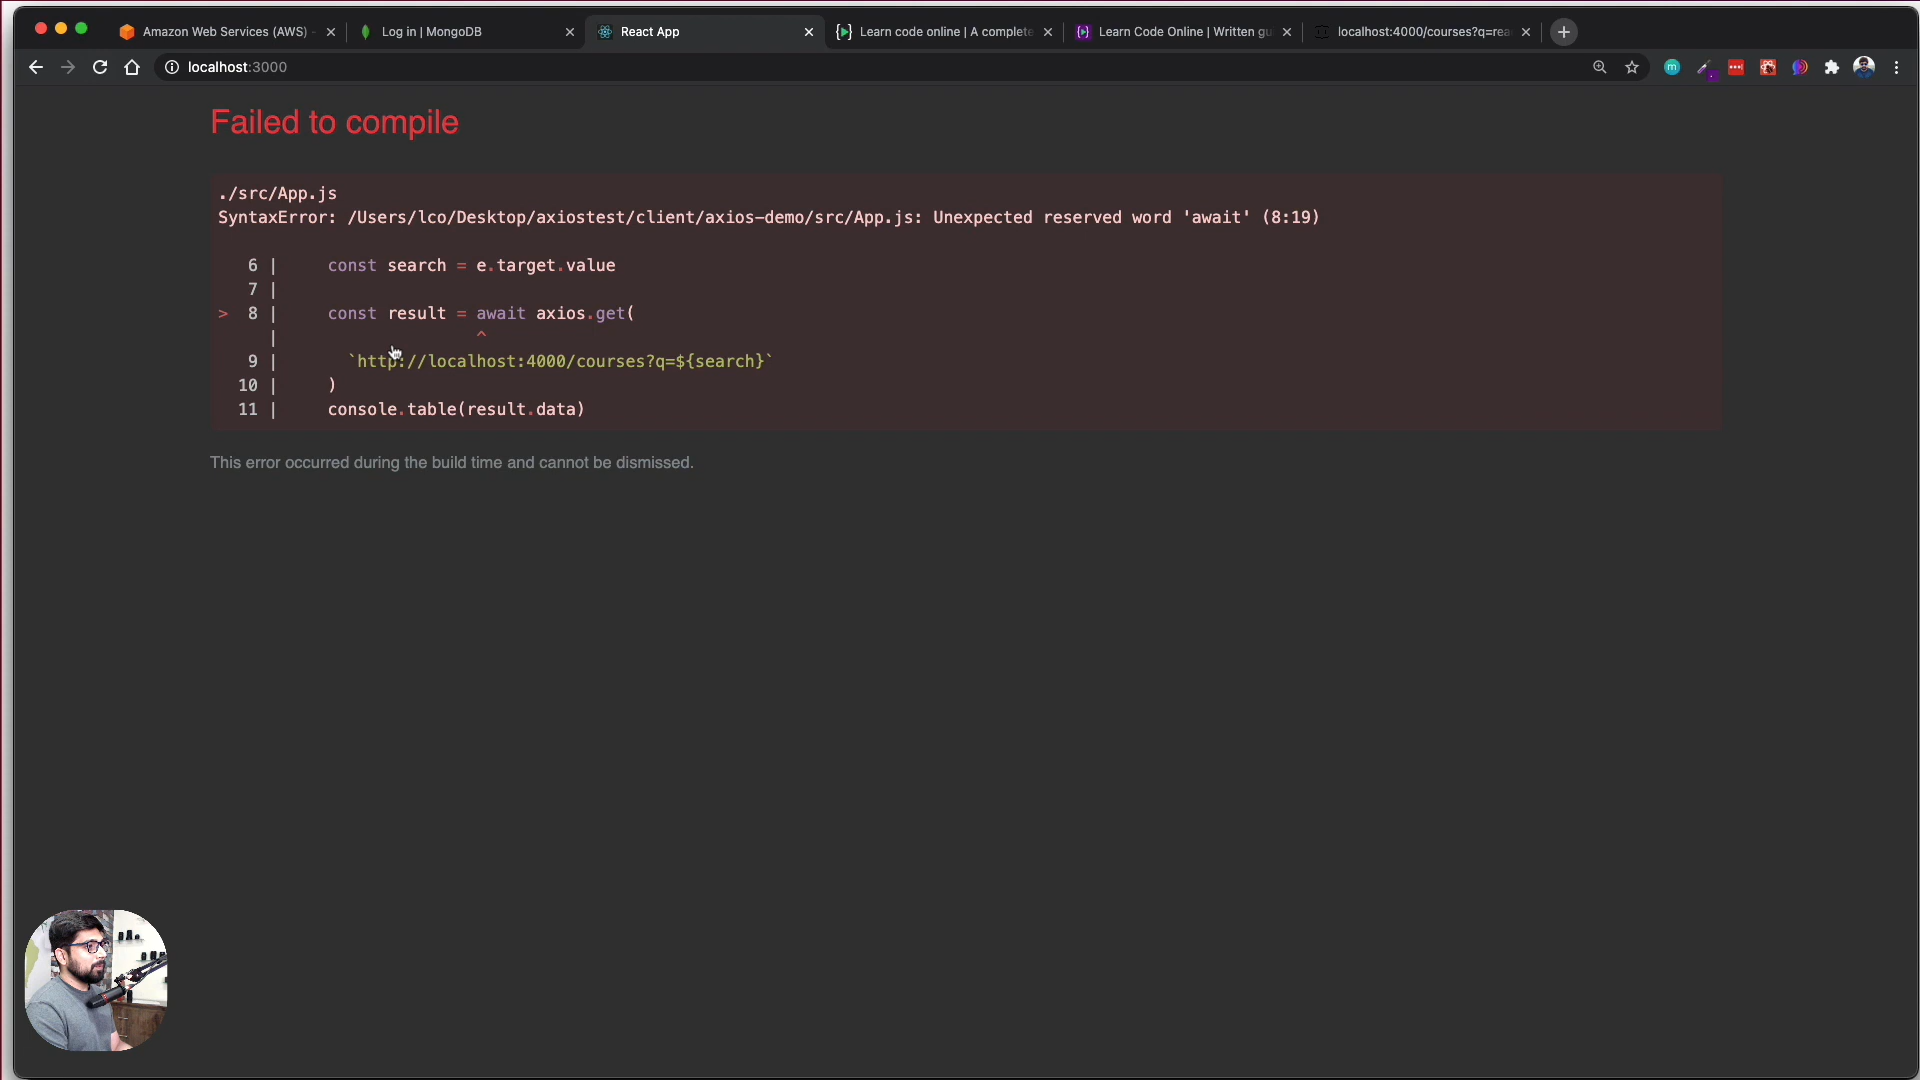 Amazon Web Services (AWS) -
Log in | MongoDB
React App
Learn code online | A complete
Learn Code Online | Written gu
localhost:4000/courses?q=rea
localhost:3000
m
Failed to compile
./src/App.js
SyntaxError: /Users/lco/Desktop/axiostest/client/axios-demo/src/App.js: Unexpected reserved word 'await' (8:19)
6 | const search = e.target.value
7 |
> 8 | const result = await axios.get(
| ^
9 | `http://localhost:4000/courses?q=${search}`
10 | )
11 | console.table(result.data)
This error occurred during the build time and cannot be dismissed.